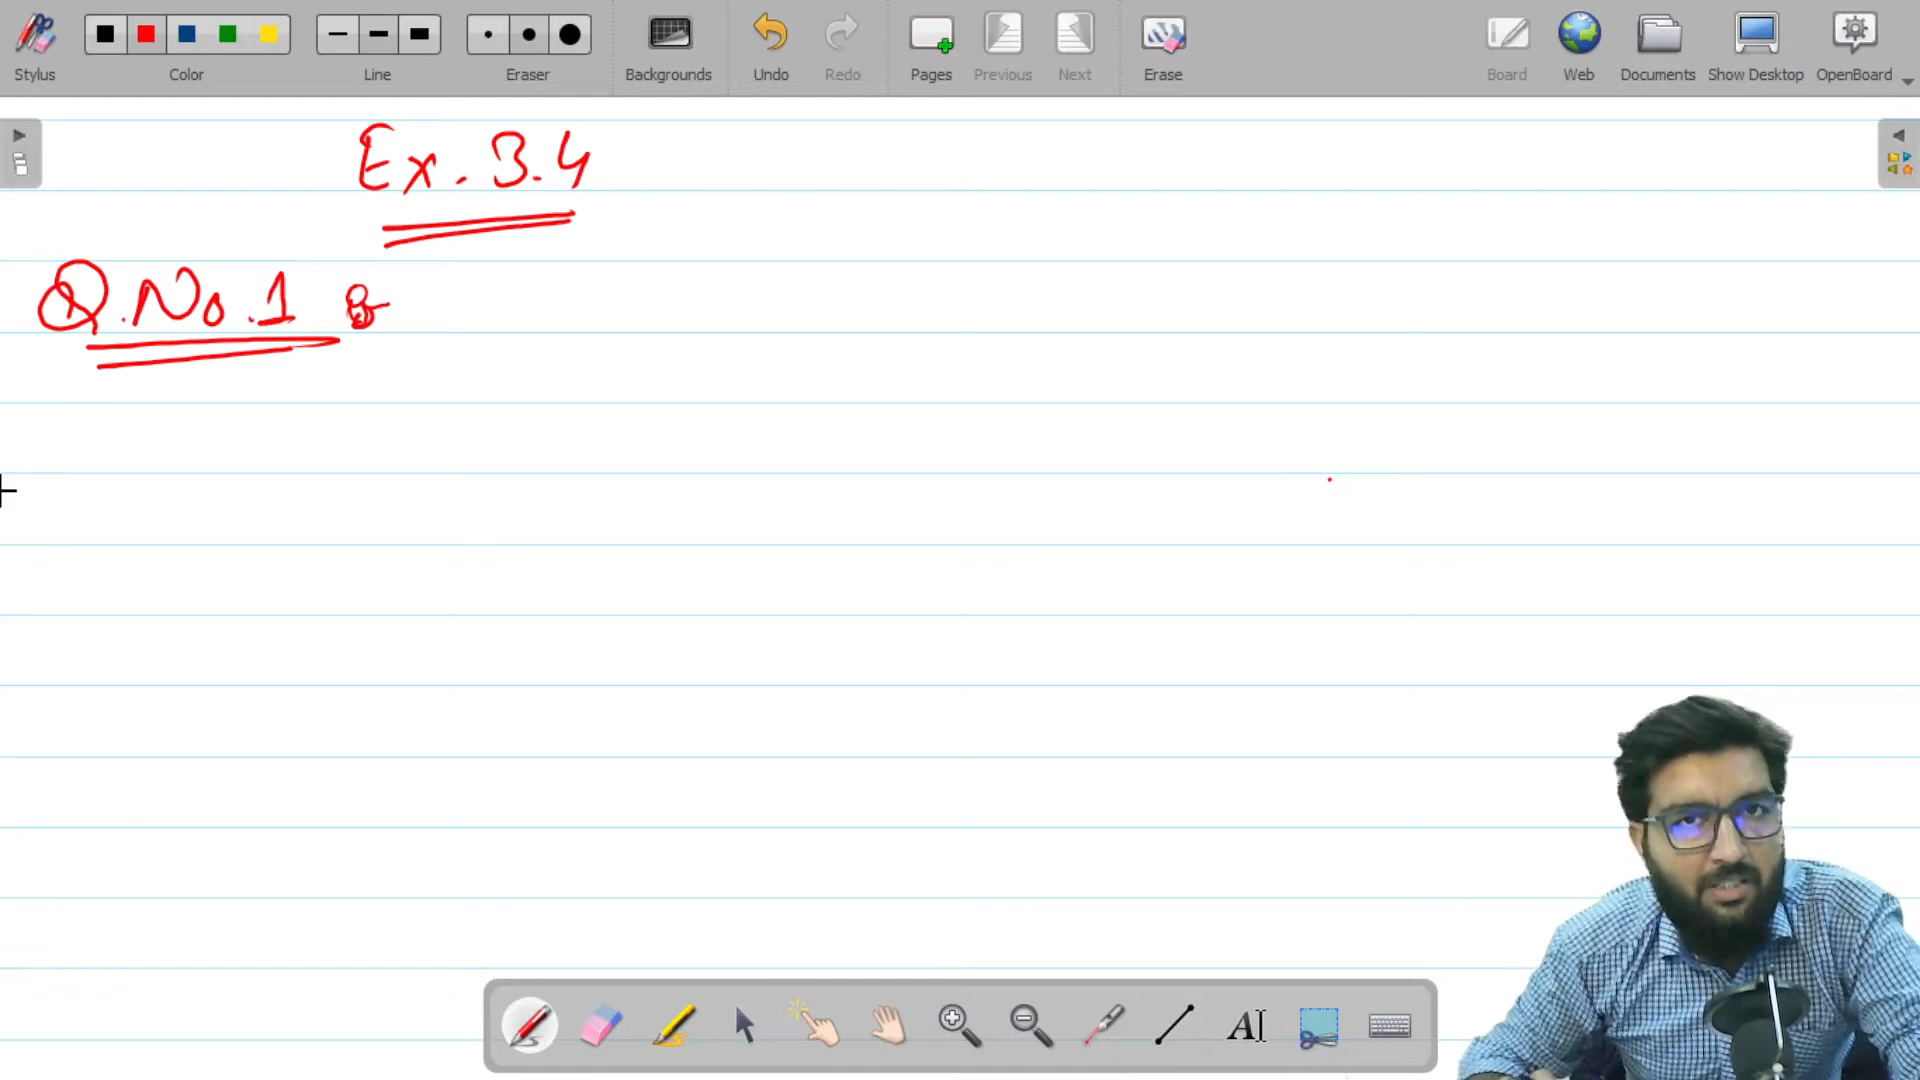 Stylus Color Line Eraser Backgrounds Undo Redo Pages Previous Next Erase Board Web Documents Show Desktop OpenBoard
Ex. 3.4
Q.No.1